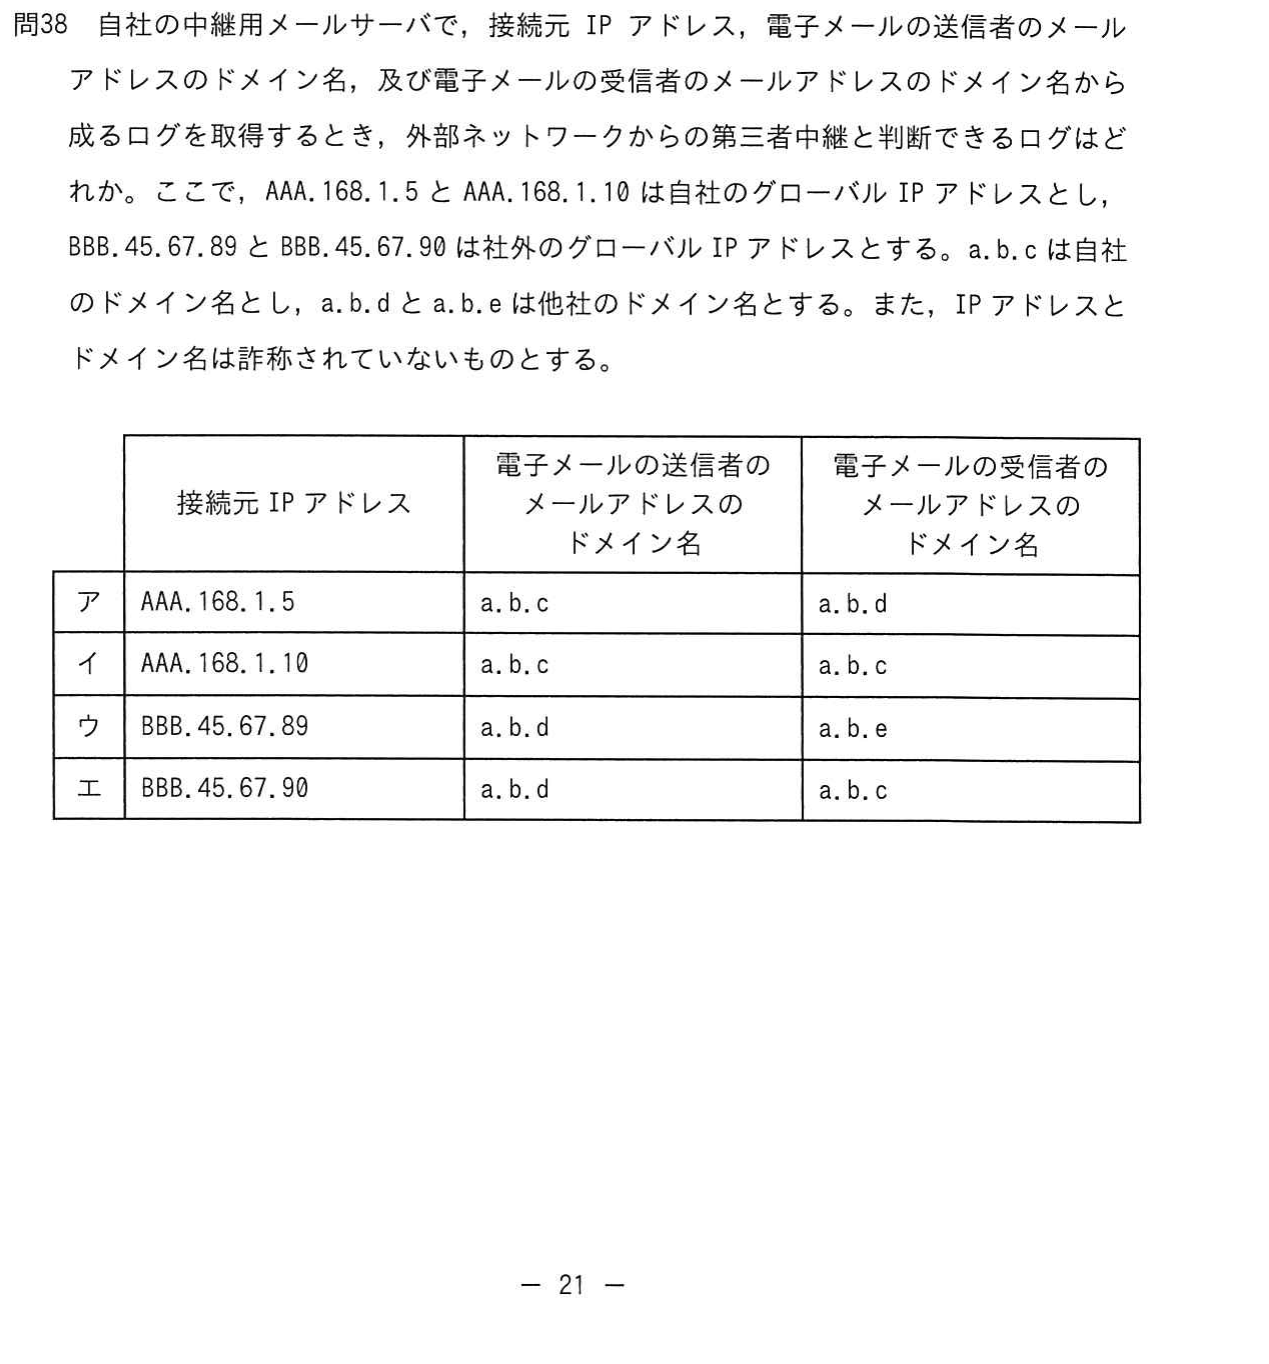 問38 自社の中継用メールサーバで，接続元 IP アドレス，電子メールの送信者のメール
アドレスのドメイン名，及び電子メールの受信者のメールアドレスのドメイン名から
成るログを取得するとき，外部ネットワークからの第三者中継と判断できるログはど
れか。ここで，AAA.168.1.5 と AAA.168.1.10 は自社のグローバル IP アドレスとし，
BBB.45.67.89 と BBB.45.67.90 は社外のグローバル IP アドレスとする。a.b.c は自社
のドメイン名とし，a.b.d と a.b.e は他社のドメイン名とする。また，IP アドレスと
ドメイン名は詐称されていないものとする。
接続元 IP アドレス
電子メールの送信者の
メールアドレスの
ドメイン名
電子メールの受信者の
メールアドレスの
ドメイン名
ア AAA.168.1.5 a.b.c a.b.d
イ AAA.168.1.10 a.b.c a.b.c
ウ BBB.45.67.89 a.b.d a.b.e
エ BBB.45.67.90 a.b.d a.b.c
－ 21 －